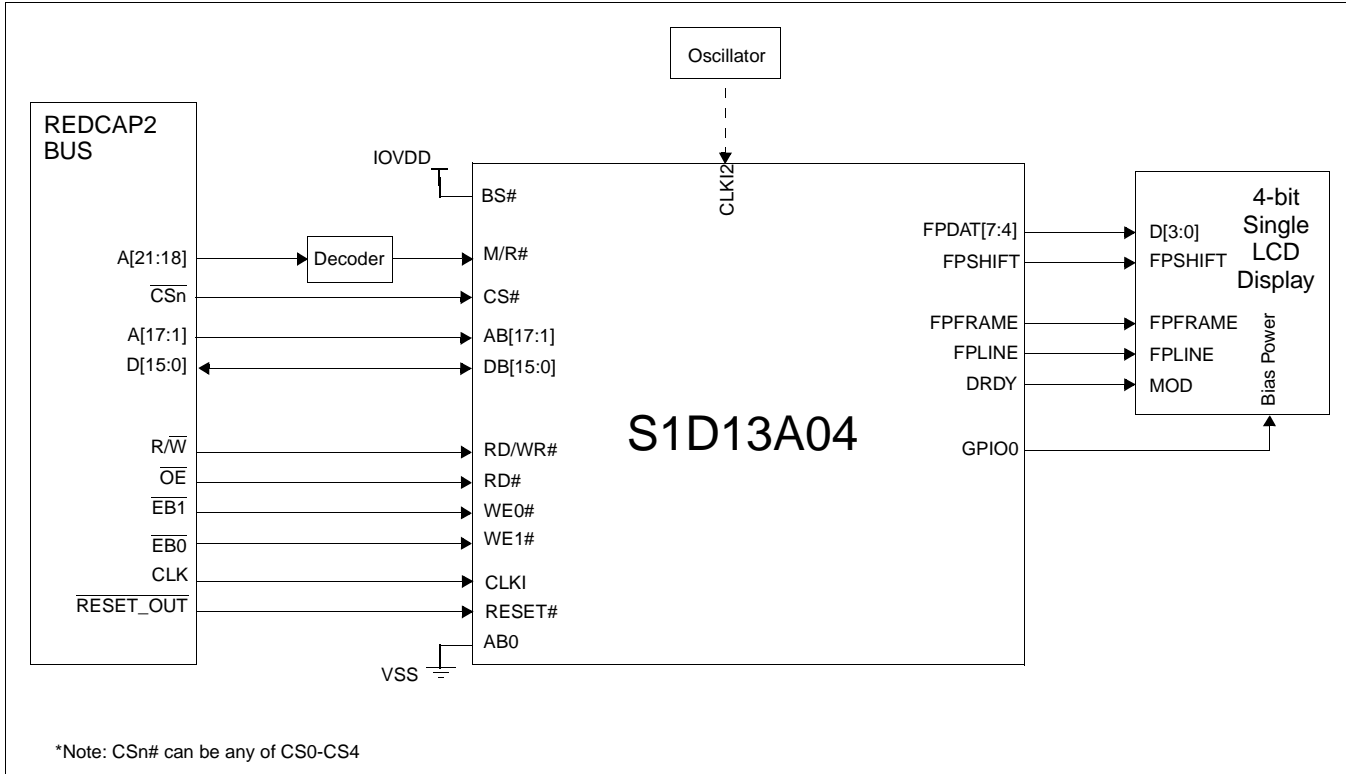 Oscillator
REDCAP2
BUS
IOVDD
BS#
CLKI2
A[21:18]
Decoder
M/R#
CSn
CS#
A[17:1]
AB[17:1]
D[15:0]
DB[15:0]
R/W
RD/WR#
OE
RD#
EB1
WE0#
EB0
WE1#
CLK
CLKI
RESET_OUT
RESET#
AB0
VSS
S1D13A04
FPDAT[7:4]
FPSHIFT
FPFRAME
FPLINE
DRDY
GPIO0
4-bit
Single
LCD
Display
D[3:0]
FPSHIFT
FPFRAME
FPLINE
MOD
Bias Power
*Note: CSn# can be any of CS0-CS4